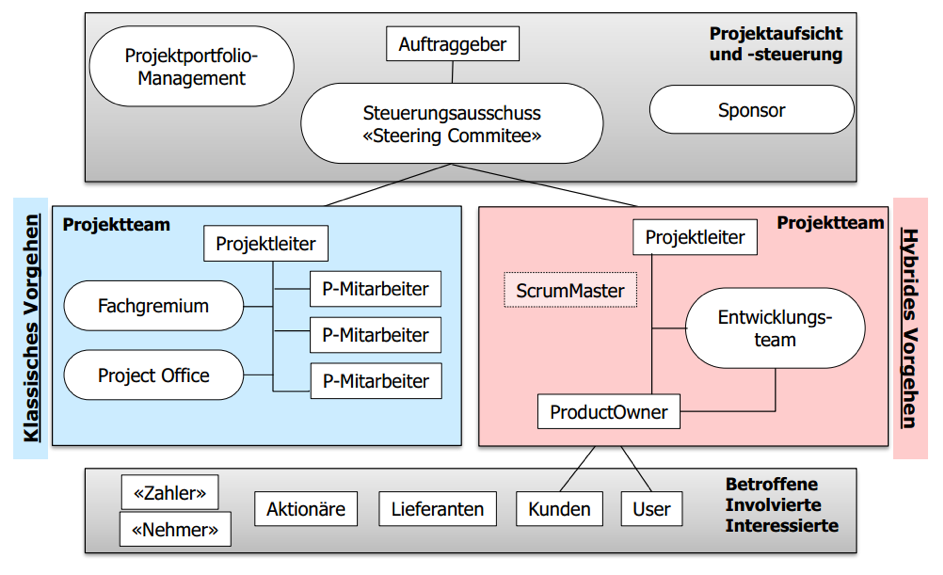 Projektportfolio-
Management
Auftraggeber
Projektaufsicht
und -steuerung
Steuerungsausschuss
«Steering Commitee»
Sponsor
Klassisches Vorgehen
Projektteam
Projektleiter
P-Mitarbeiter
Fachgremium
P-Mitarbeiter
Project Office
P-Mitarbeiter
Projektleiter
Projektteam
ScrumMaster
Entwicklungs-
team
ProductOwner
Hybrides Vorgehen
«Zahler»
«Nehmer»
Aktionäre
Lieferanten
Kunden
User
Betroffene
Involvierte
Interessierte